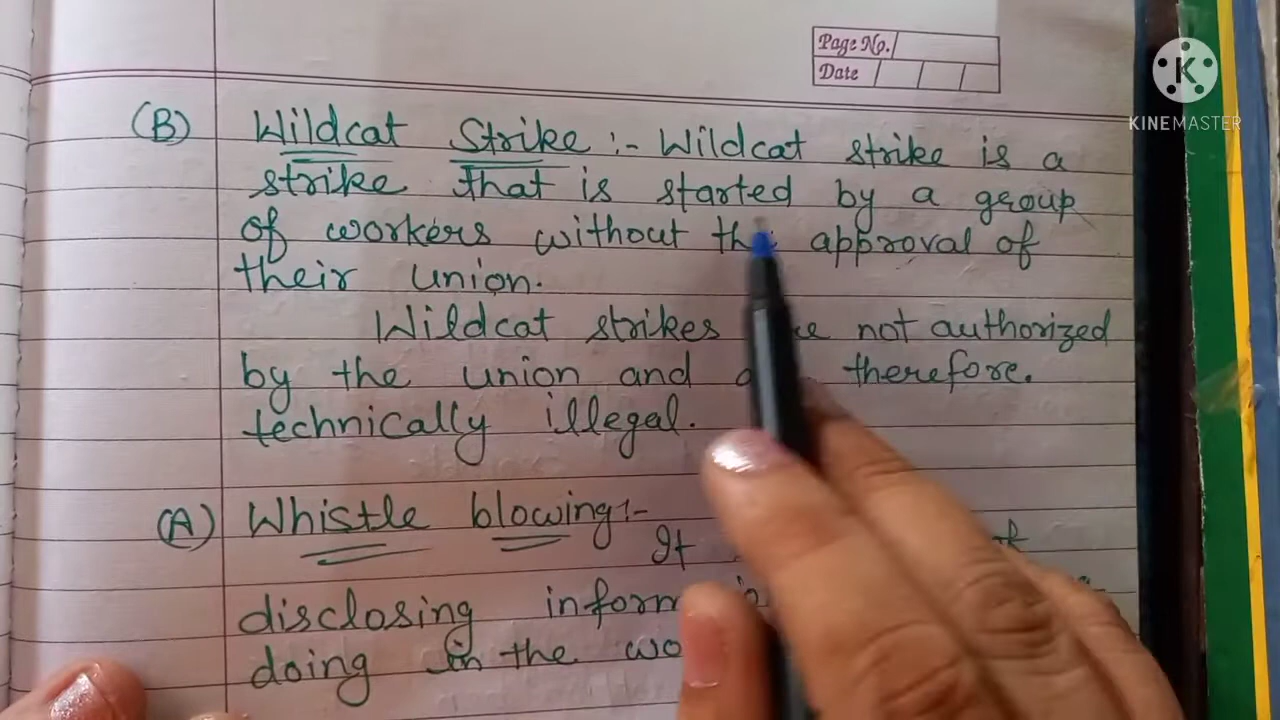 Page No.
Date
K
KINEMASTER
(B) Wildcat Strike :- Wildcat strike is a
strike that is started by a group
of workers without the approval of
their union.
Wildcat strikes not authorized
by the union and therefore.
technically illegal.
(A) Whistle blowing :-
It
disclosing
doing in the